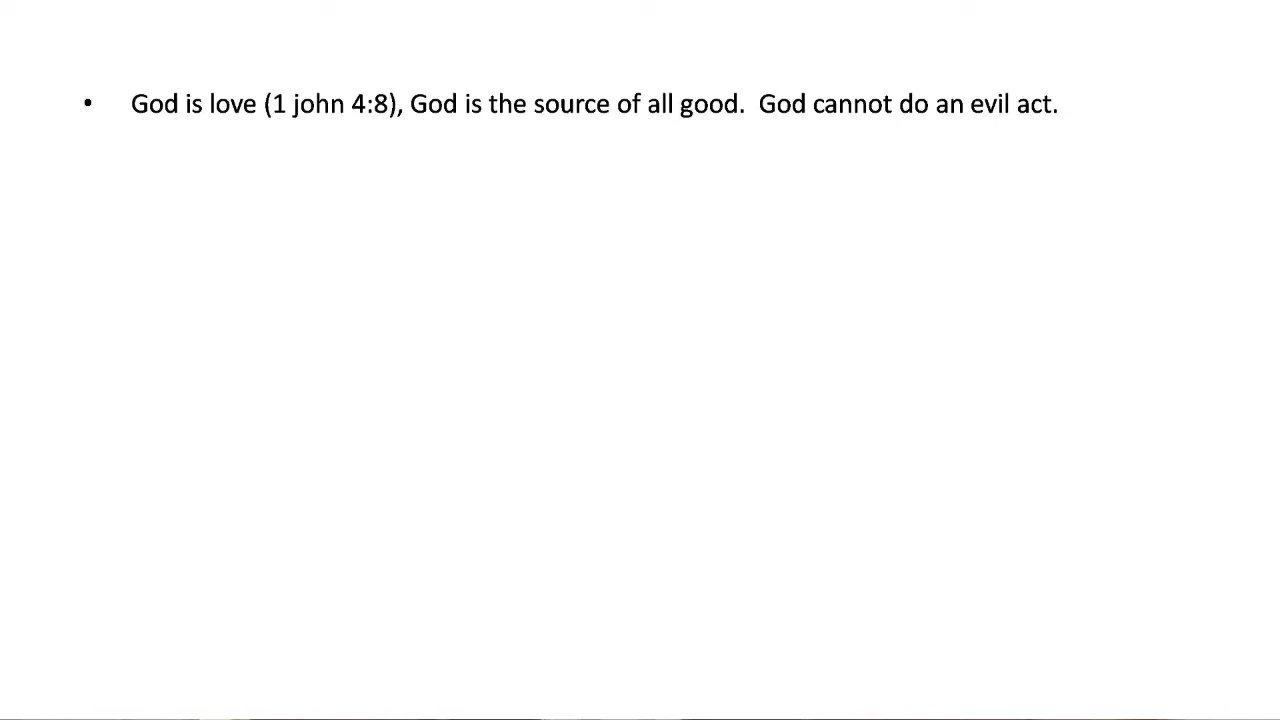 • God is love (1 john 4:8), God is the source of all good.  God cannot do an evil act.